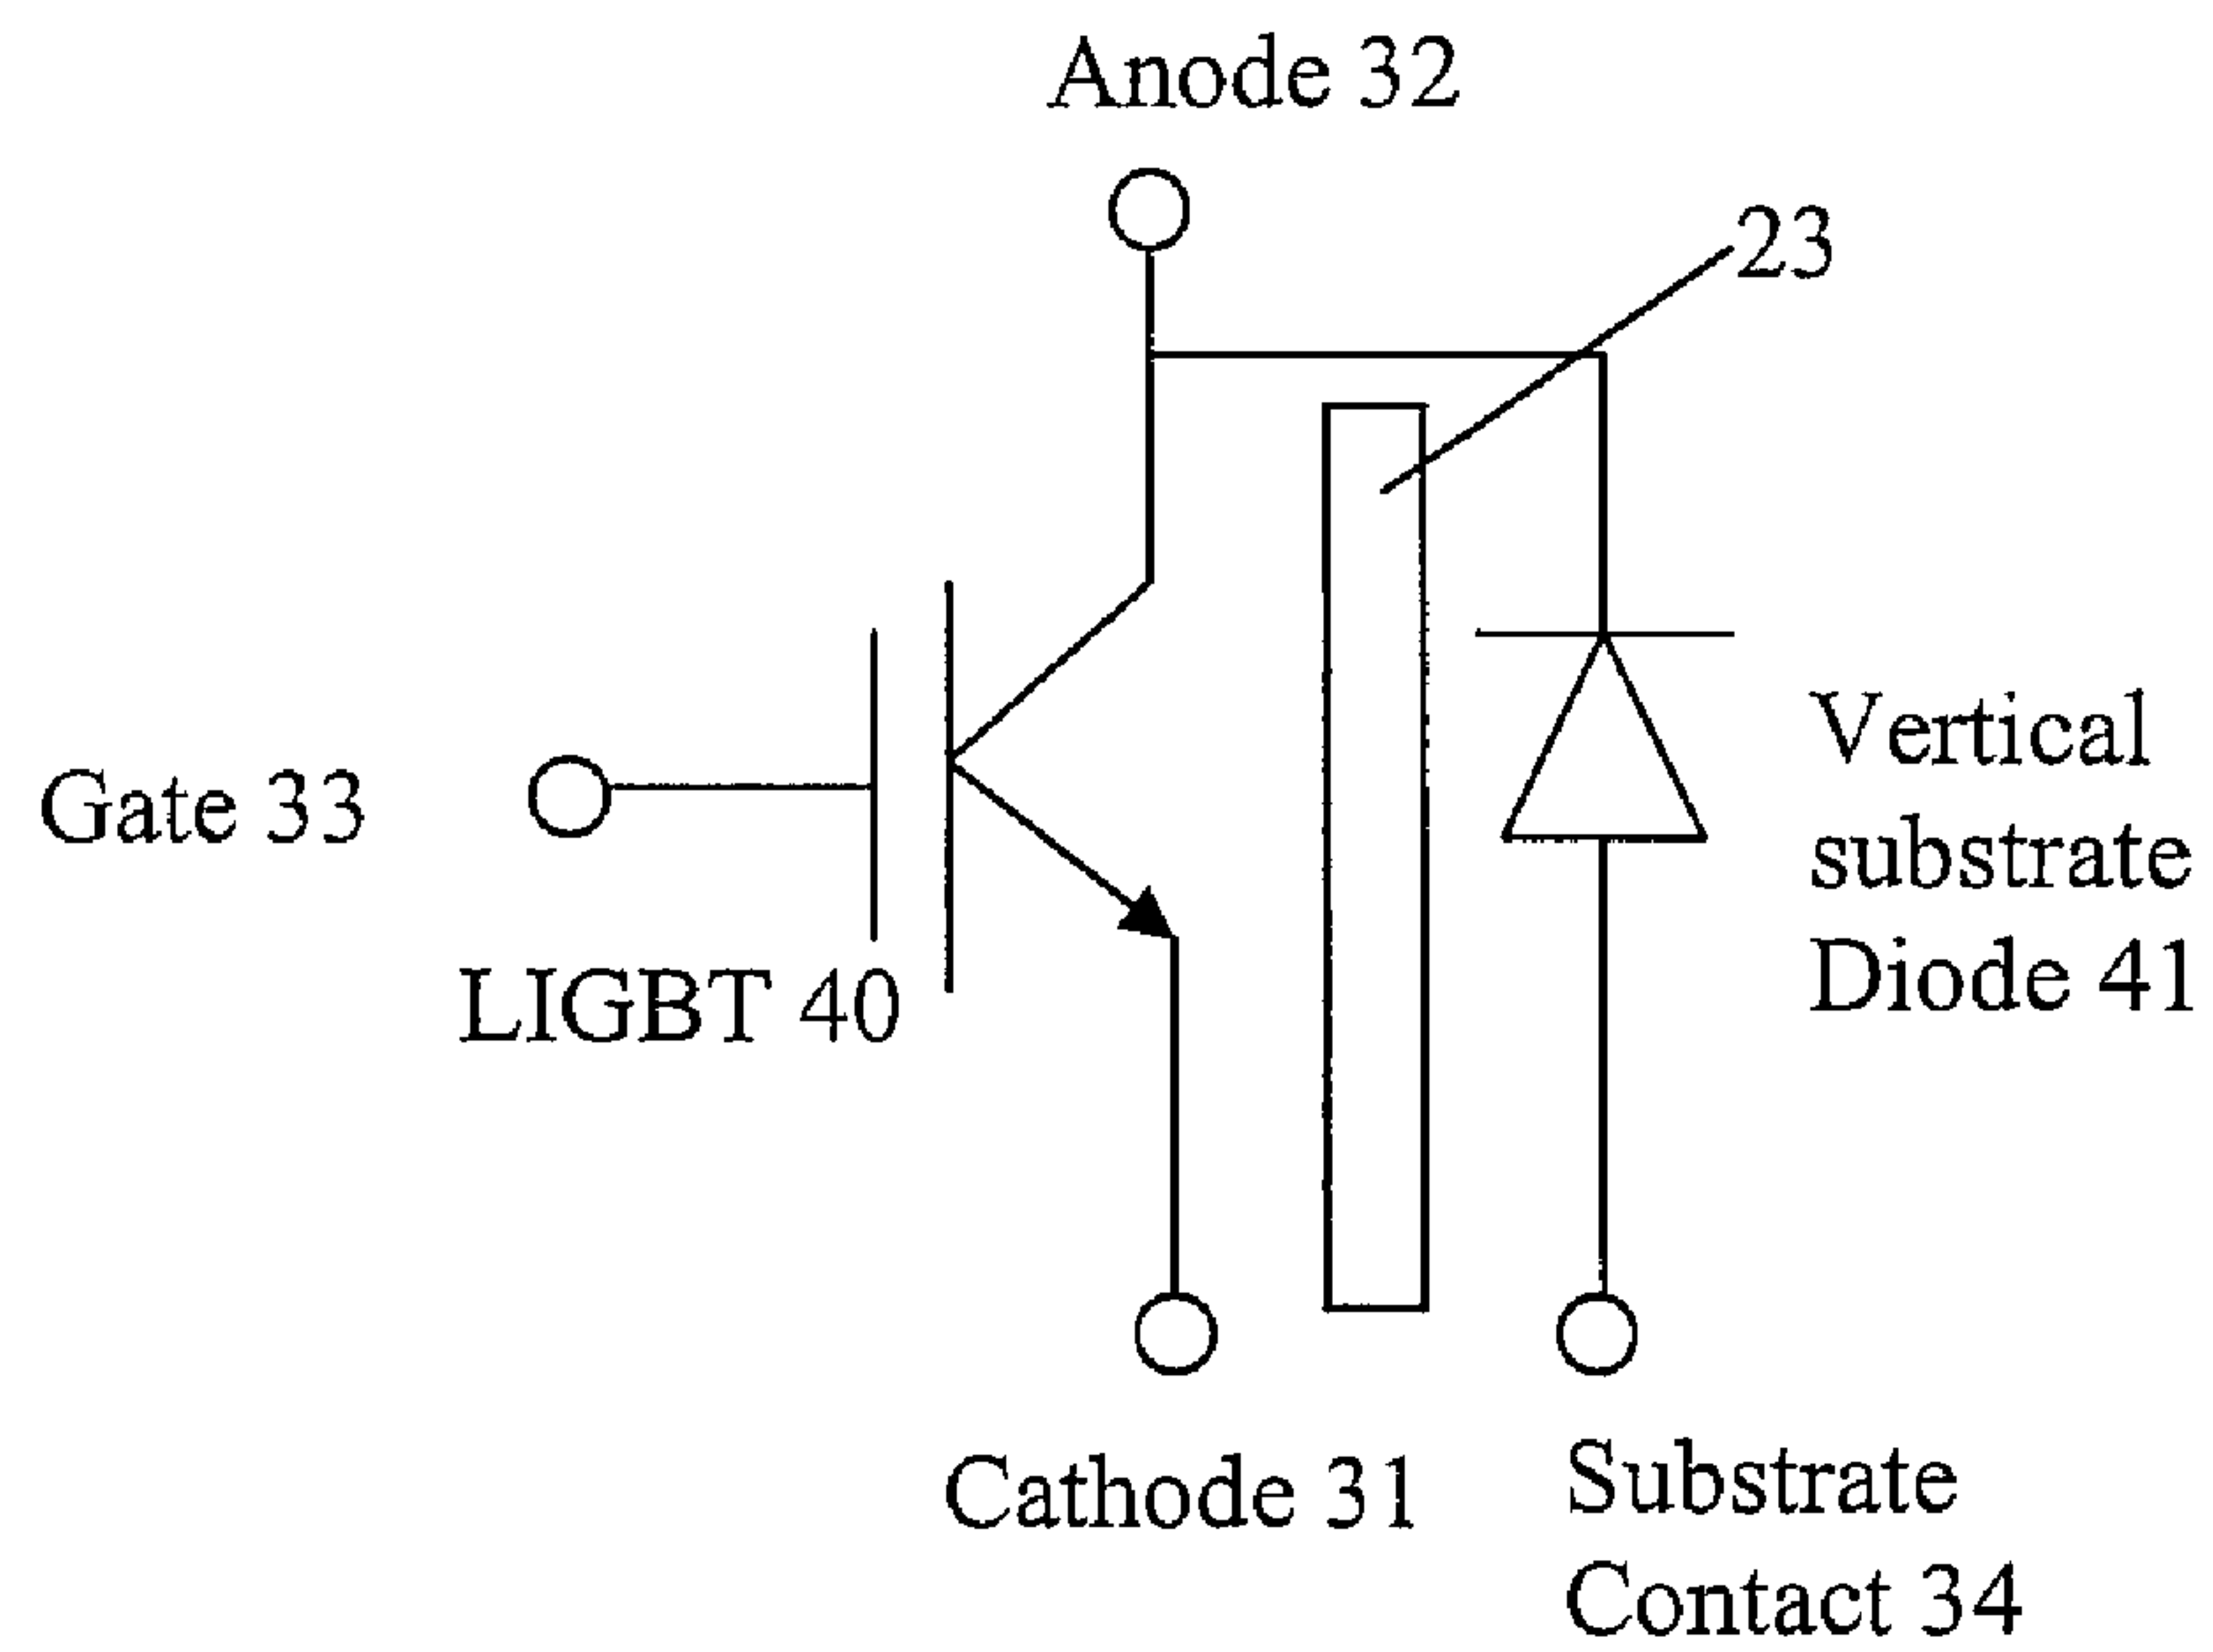 Anode 32
23
Gate 33
LIGBT 40
Vertical
substrate
Diode 41
Cathode 31
Substrate
Contact 34